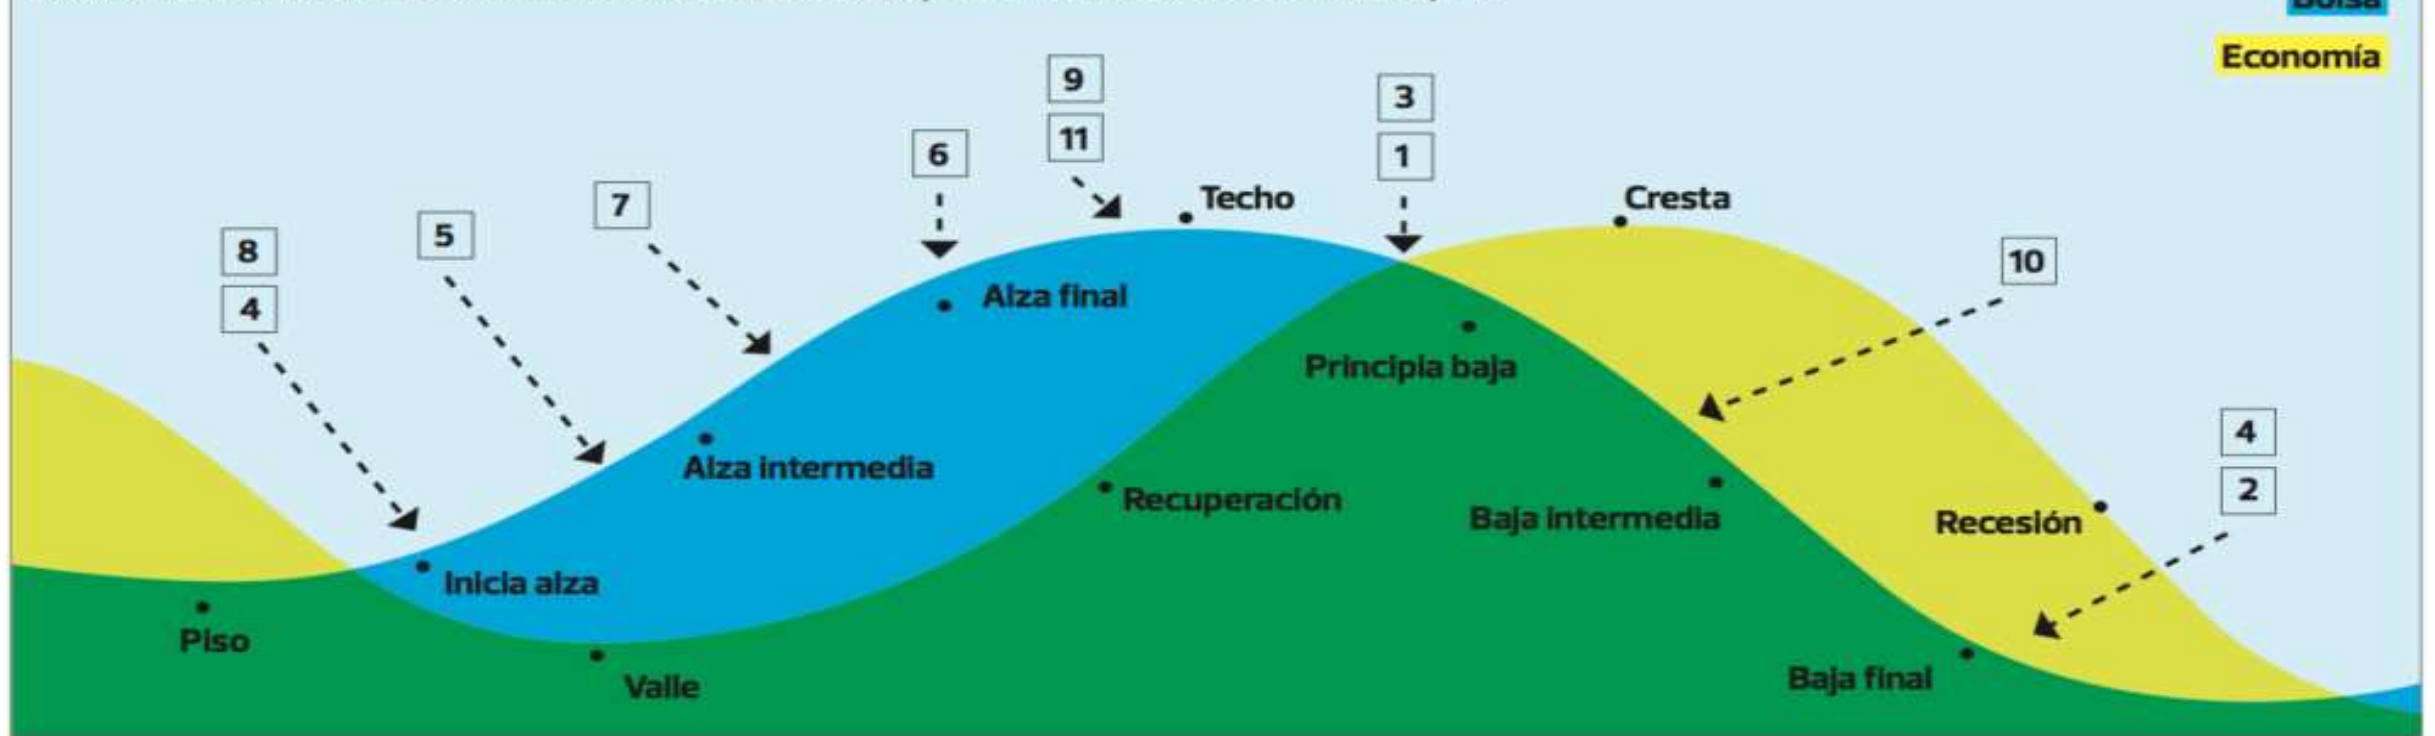 Bolsa
Economía
9
11
3
1
6
7
5
8
4
Techo
Cresta
10
4
2
Alza final
Principia baja
Alza intermedia
Recuperación
Baja intermedia
Recesión
Inicia alza
Piso
Valle
Baja final